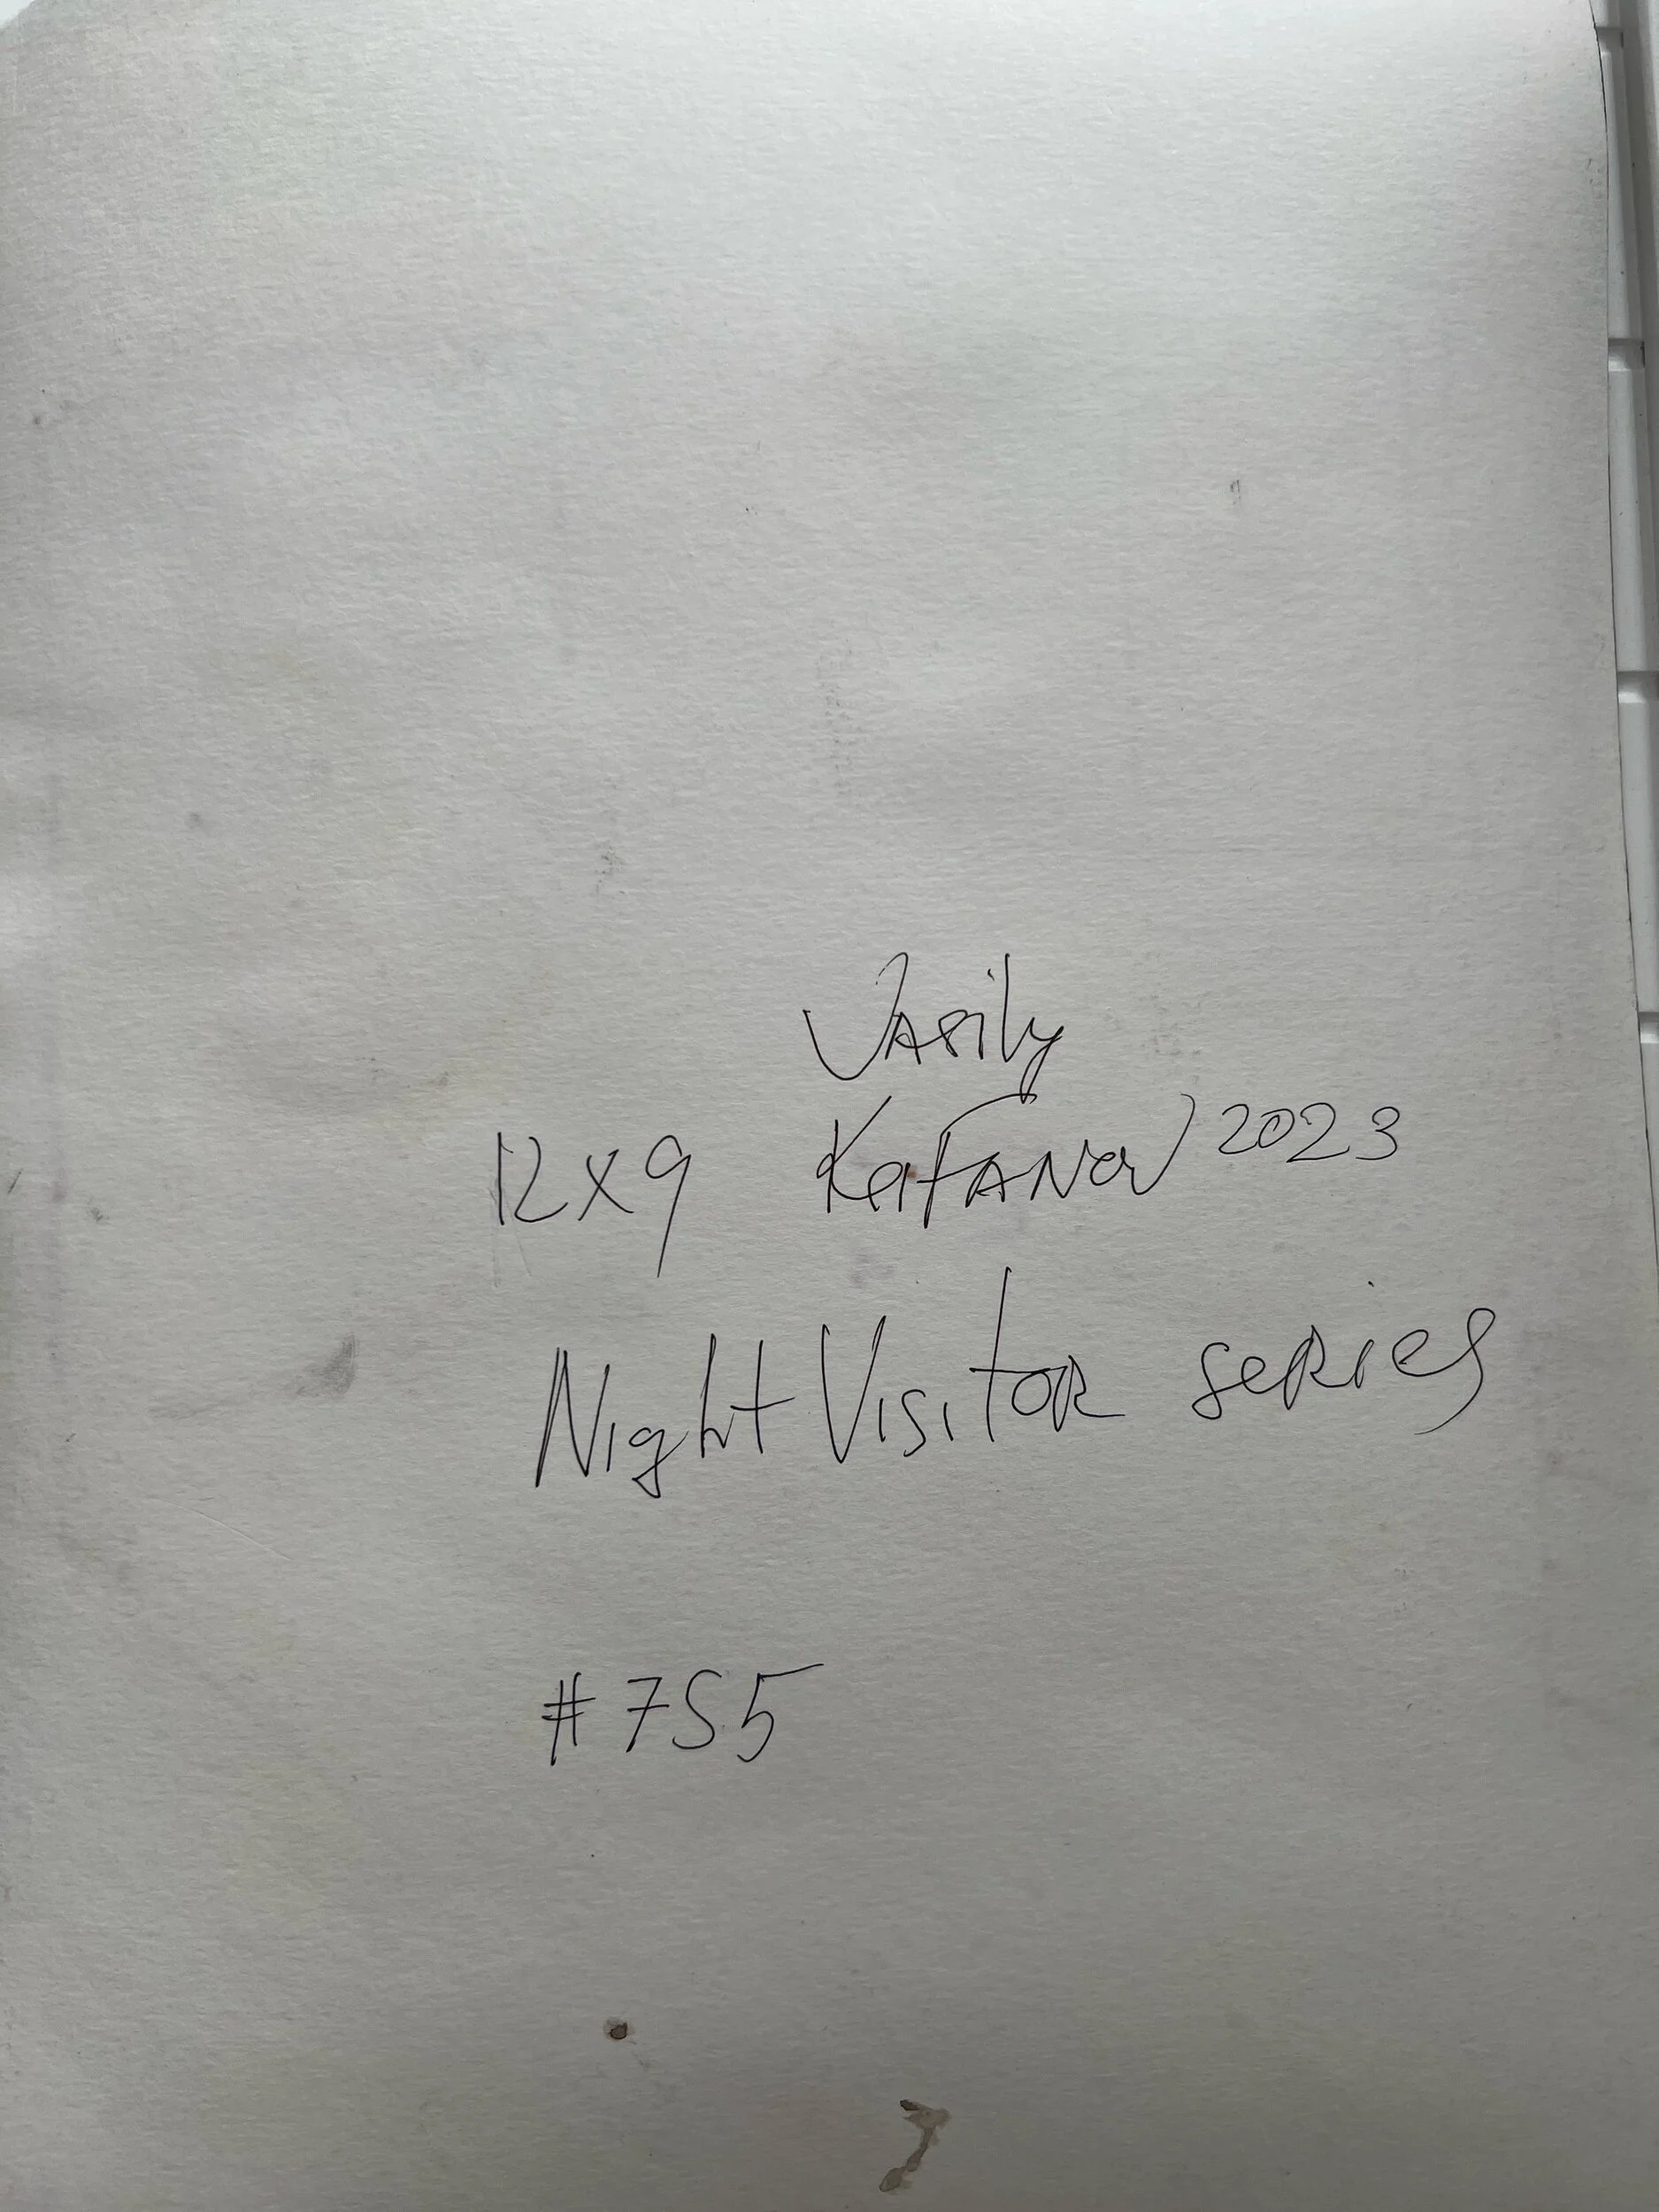 Vasily
12x9 KafANov 2023
Night VisitoR seRies
#755